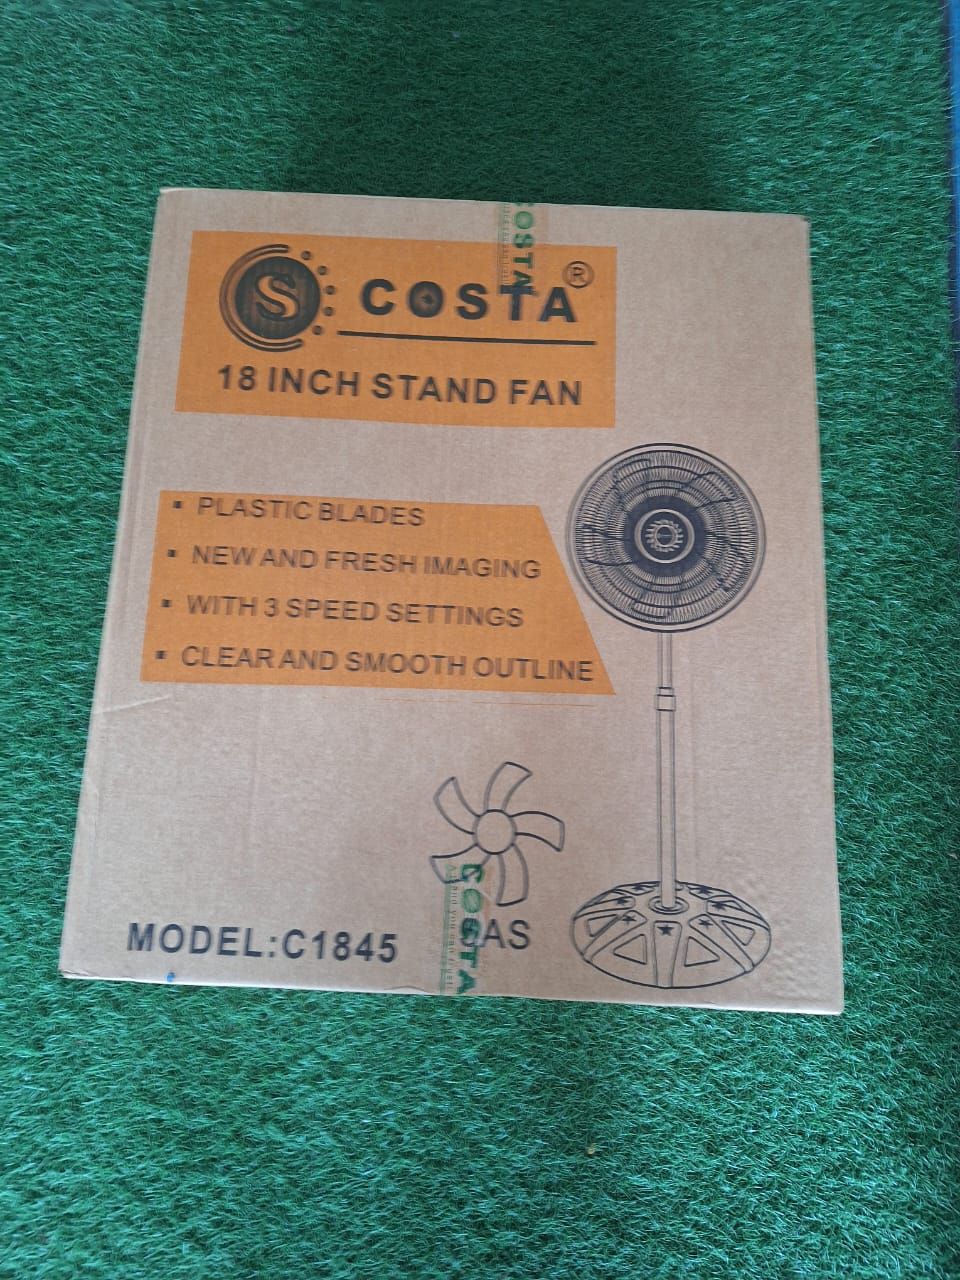 S COSTA®
18 INCH STAND FAN
▪ PLASTIC BLADES
▪ NEW AND FRESH IMAGING
▪ WITH 3 SPEED SETTINGS
▪ CLEAR AND SMOOTH OUTLINE
MODEL:C1845
AS
COSTA
COSTA